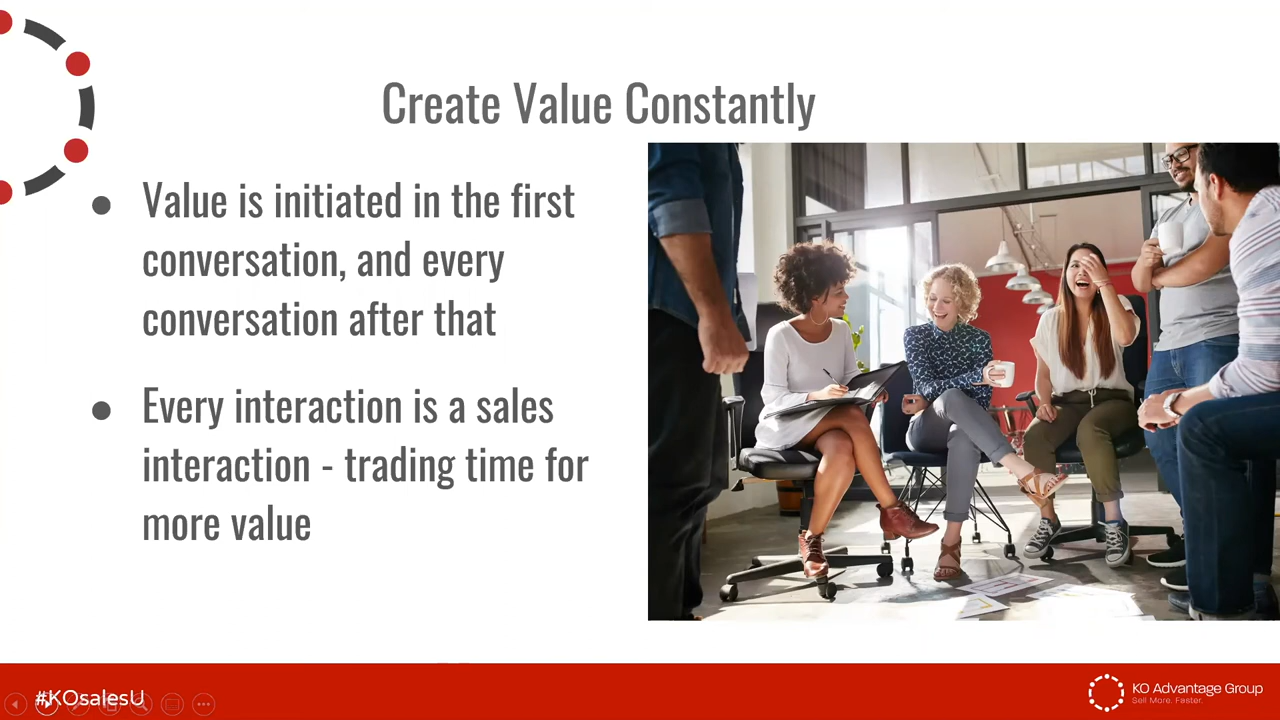 Create Value Constantly
● Value is initiated in the first
conversation, and every
conversation after that
● Every interaction is a sales
interaction - trading time for
more value
#KOsalesU
KO Advantage Group
Sell More. Faster.